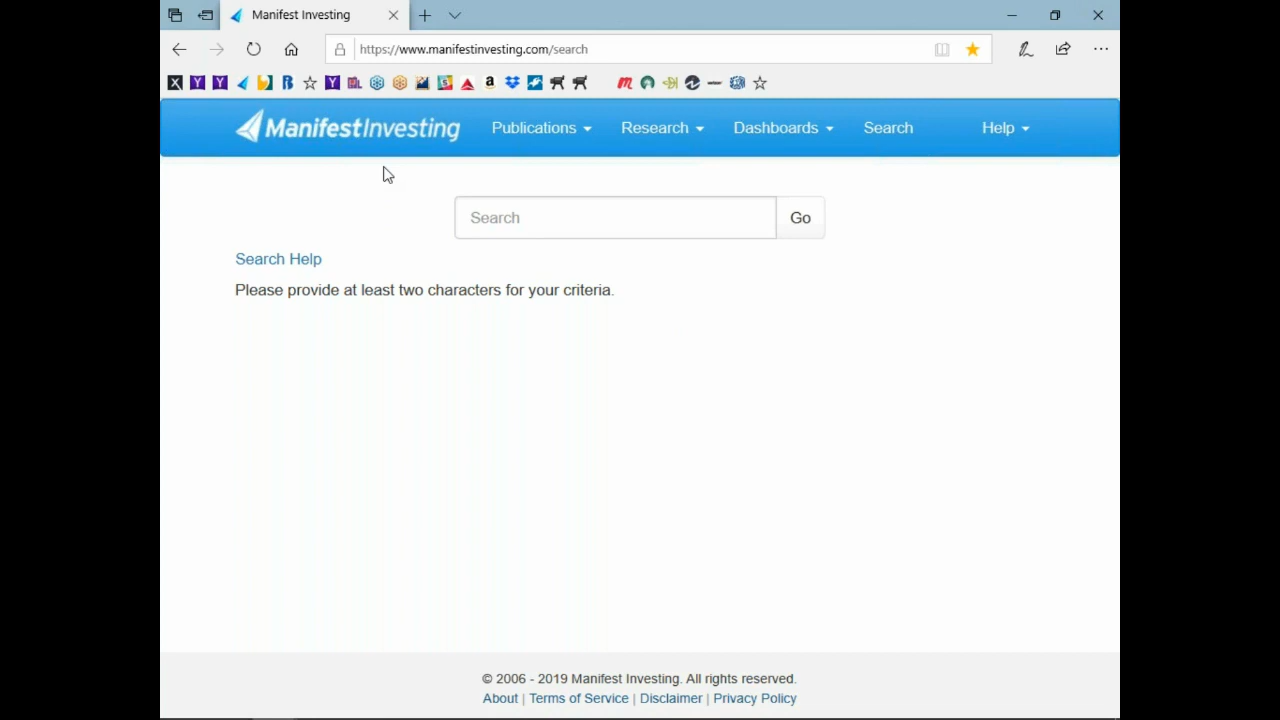 Manifest Investing
https://www.manifestinvesting.com/search
ManifestInvesting Publications Research Dashboards Search Help
Search Go
Search Help
Please provide at least two characters for your criteria.
© 2006 - 2019 Manifest Investing. All rights reserved.
About | Terms of Service | Disclaimer | Privacy Policy